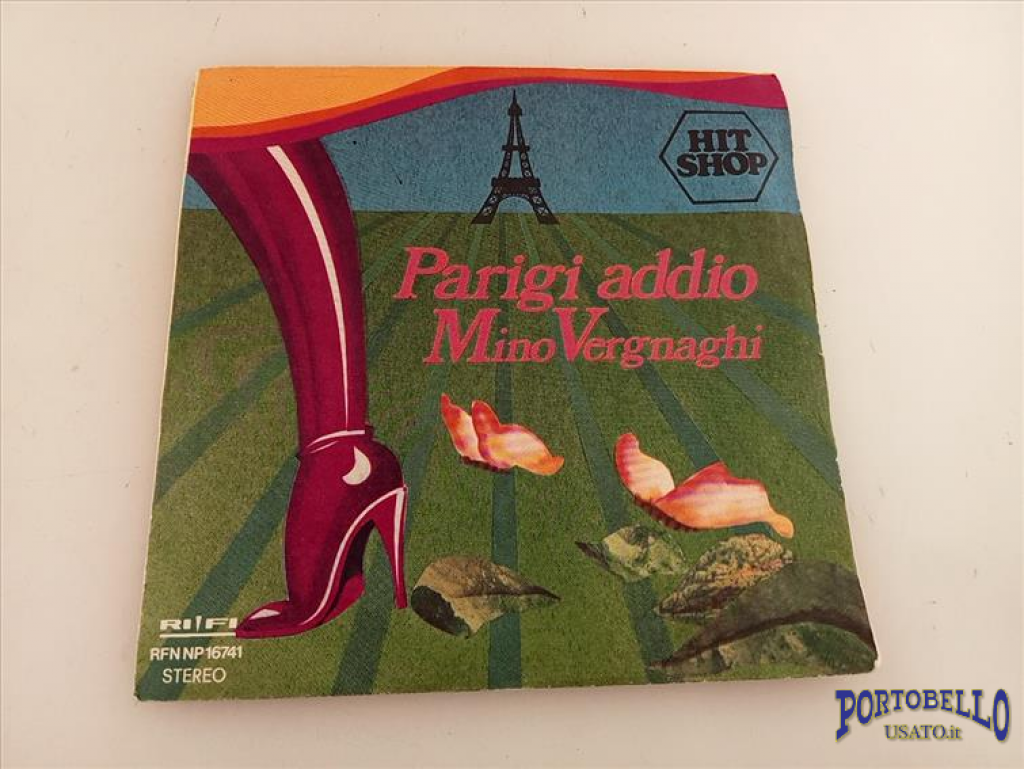 HIT
SHOP
Parigi addio
Mino Vergnaghi
RI!FI
RFN NP 16741
STEREO
PORTOBELLO
USATO.it